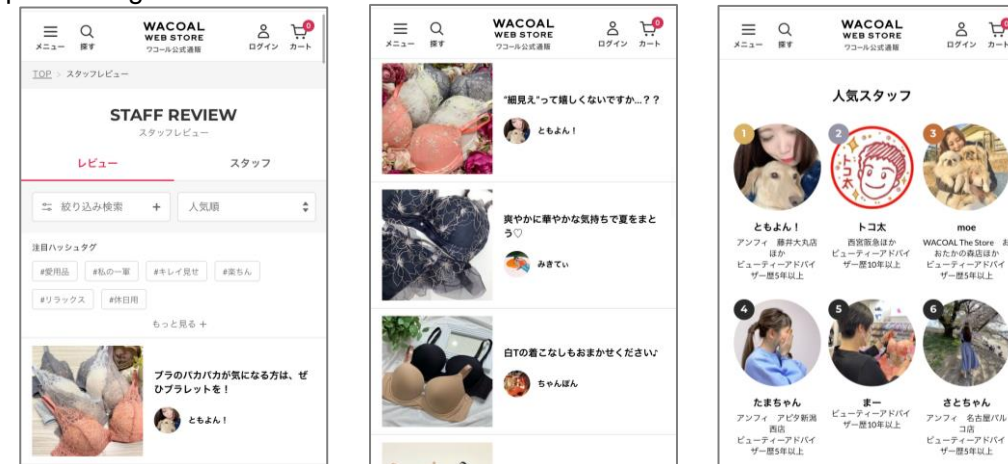 メニュー
探す
WACOAL
WEB STORE
ワコール公式通販
ログイン
0
カート
TOP > スタッフレビュー
STAFF REVIEW
スタッフレビュー
レビュー
スタッフ
絞り込み検索 +
人気順
注目ハッシュタグ
#愛用品
#私の一軍
#キレイ見せ
#楽ちん
#リラックス
#休日用
もっと見る +
ブラのパカパカが気になる方は、ぜ
ひブラレットを！
ともよん！
メニュー
探す
WACOAL
WEB STORE
ワコール公式通販
ログイン
0
カート
"細見え"って嬉しくないですか...？？
ともよん！
爽やかに華やかな気持ちで夏をまと
う♡
みきてぃ
白Tの着こなしもおまかせください♪
ちゃんぽん
メニュー
探す
WACOAL
WEB STORE
ワコール公式通販
ログイン
カート
人気スタッフ
1
ともよん！
アンフィ 藤井大丸店
ほか
ビューティーアドバイ
ザー歴5年以上
2
トコ太
トコ太
西宮阪急ほか
ビューティーアドバイ
ザー歴10年以上
3
moe
WACOAL The Store お
おたかの森店ほか
ビューティーアドバイ
ザー歴5年以上
4
たまちゃん
アンフィ アピタ新潟
西店
ビューティーアドバイ
ザー歴5年以上
5
まー
ビューティーアドバイ
ザー歴10年以上
6
さとちゃん
アンフィ 名古屋パル
コ店
ビューティーアドバイ
ザー歴5年以上